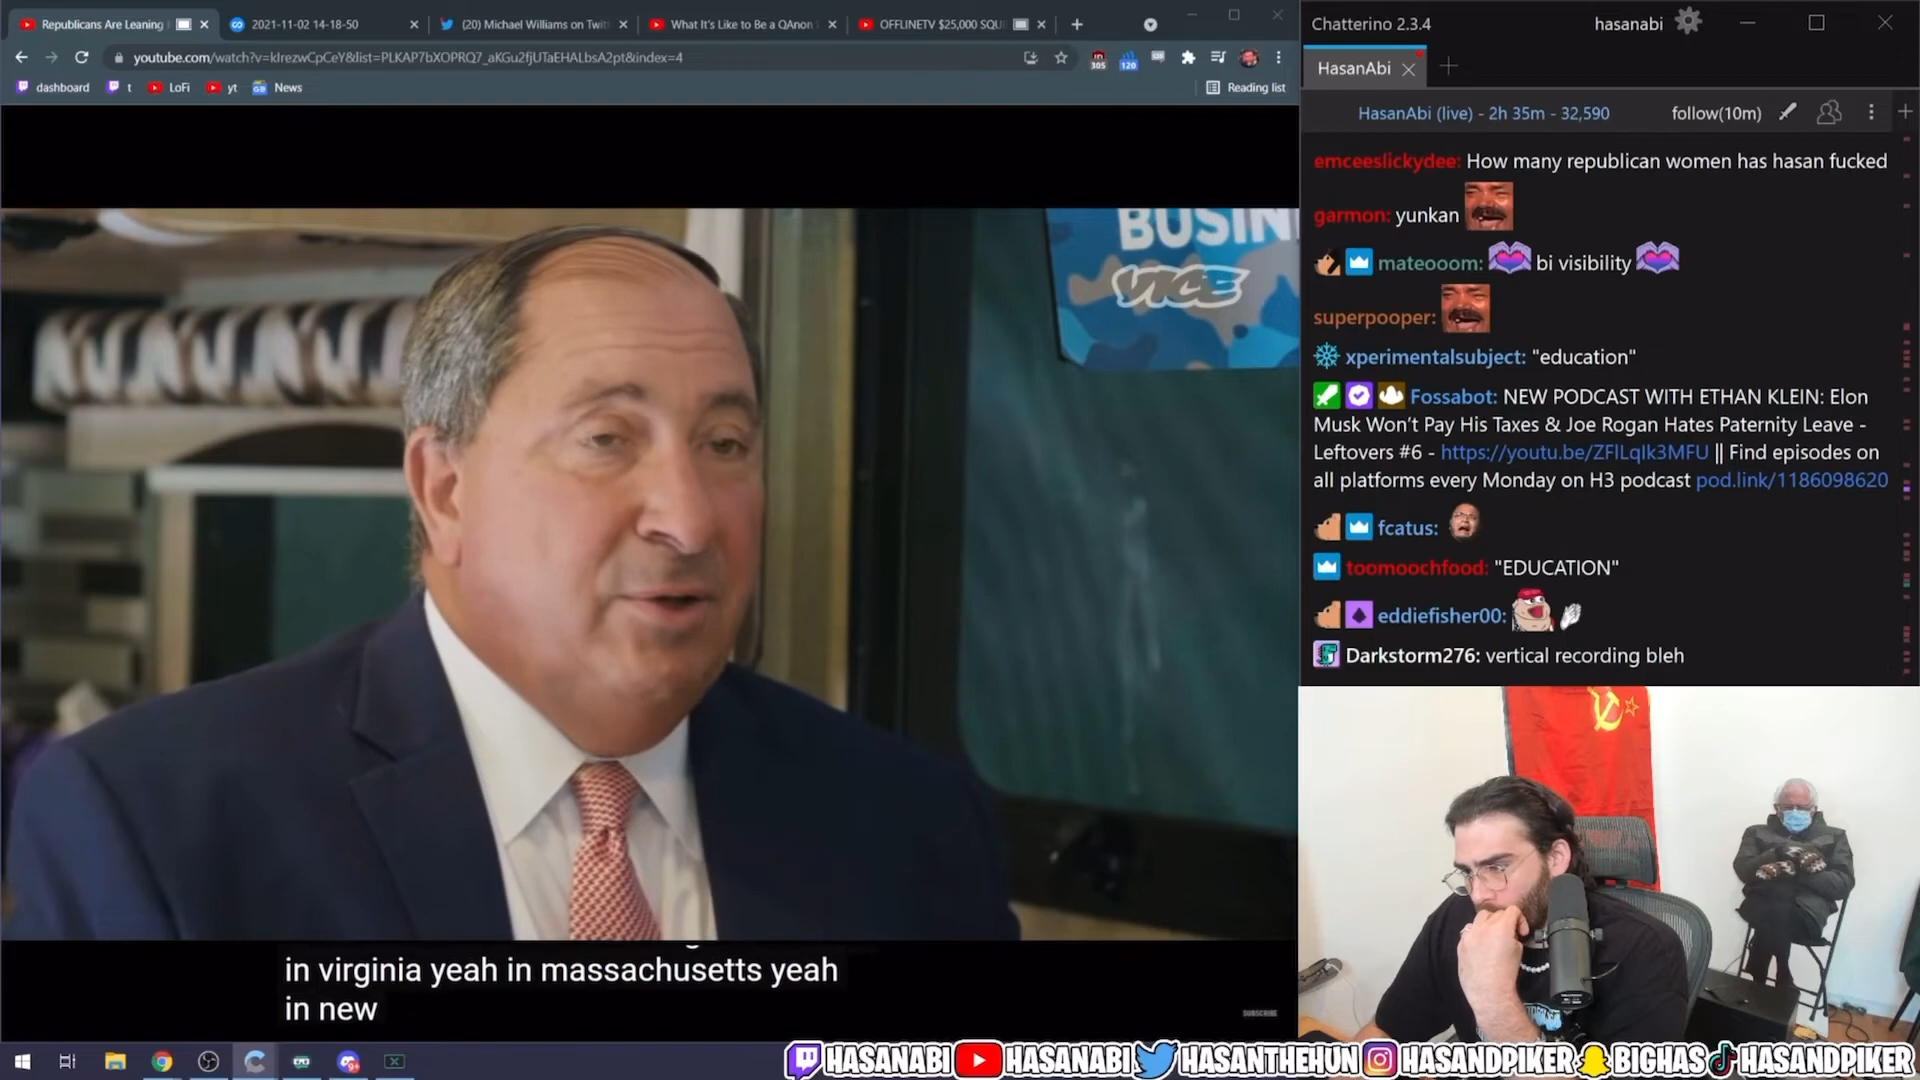 Republicans Are Leaning
2021-11-02 14-18-50
(20) Michael Williams on Twit
What It's Like to Be a QAnon
OFFLINETV $25,000 SQU
youtube.com/watch?v=kIrezwCpCeY&list=PLKAP7bXOPRQ7_aKGu2fjUTaEHALbsA2pt&index=4
305
120
dashboard
t
LoFi
yt
News
Reading list
BUSIN
VICE
in virginia yeah in massachusetts yeah
in new
SUBSCRIBE
Chatterino 2.3.4
hasanabi
HasanAbi
HasanAbi (live) - 2h 35m - 32,590
follow(10m)
emceeslickydee: How many republican women has hasan fucked
garmon: yunkan
mateooom: bi visibility
superpooper:
xperimentalsubject: "education"
Fossabot: NEW PODCAST WITH ETHAN KLEIN: Elon
Musk Won't Pay His Taxes & Joe Rogan Hates Paternity Leave -
Leftovers #6 - https://youtu.be/ZFlLqIk3MFU || Find episodes on
all platforms every Monday on H3 podcast pod.link/1186098620
fcatus:
toomoochfood: "EDUCATION"
eddiefisher00:
Darkstorm276: vertical recording bleh
HASANABI HASANABI HASANTHEHUN HASANDPIKER BIGHAS HASANDPIKER